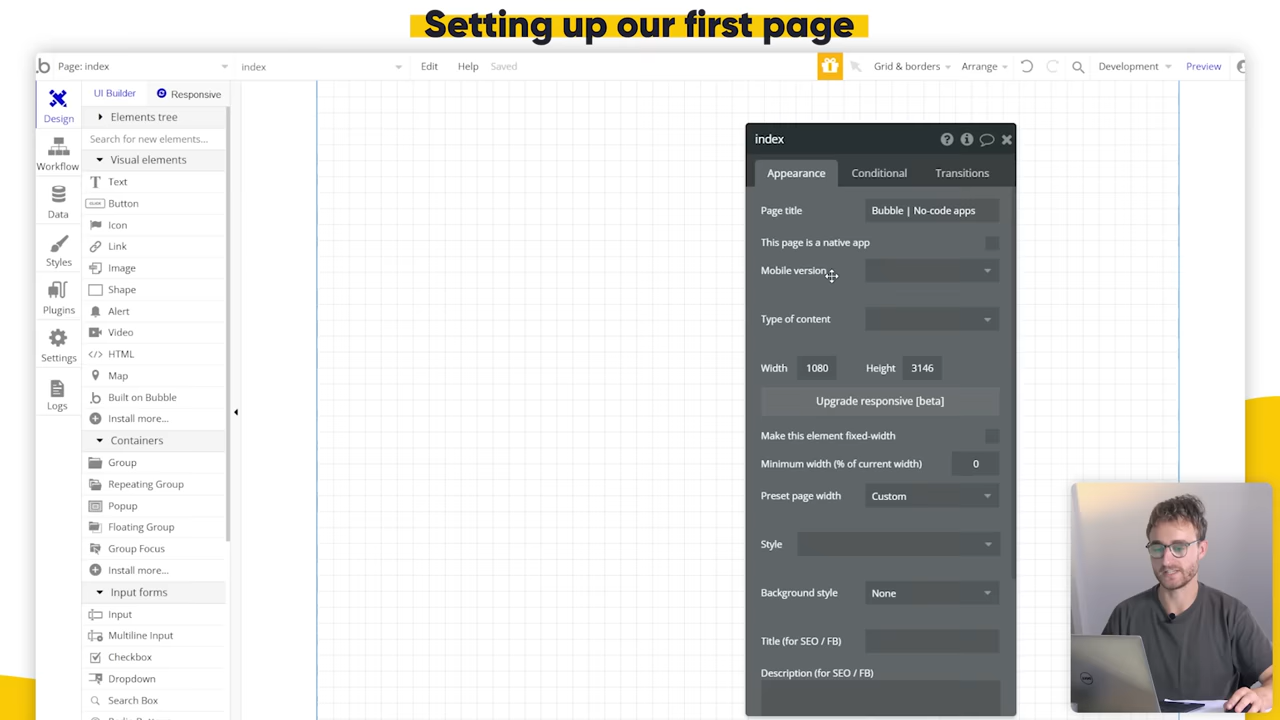 Setting up our first page
Page: index
index
Edit
Help
Saved
Grid & borders
Arrange
Development
Preview
Design
Workflow
Data
Styles
Plugins
Settings
Logs
UI Builder
Responsive
Elements tree
Search for new elements...
Visual elements
Text
Button
Icon
Link
Image
Shape
Alert
Video
</> HTML
Map
Built on Bubble
Install more...
Containers
Group
Repeating Group
Popup
Floating Group
Group Focus
Install more...
Input forms
Input
Multiline Input
Checkbox
Dropdown
Search Box
index
Appearance
Conditional
Transitions
Page title
Bubble | No-code apps
This page is a native app
Mobile version
Type of content
Width 1080 Height 3146
Upgrade responsive [beta]
Make this element fixed-width
Minimum width (% of current width) 0
Preset page width Custom
Style
Background style None
Title (for SEO / FB)
Description (for SEO / FB)